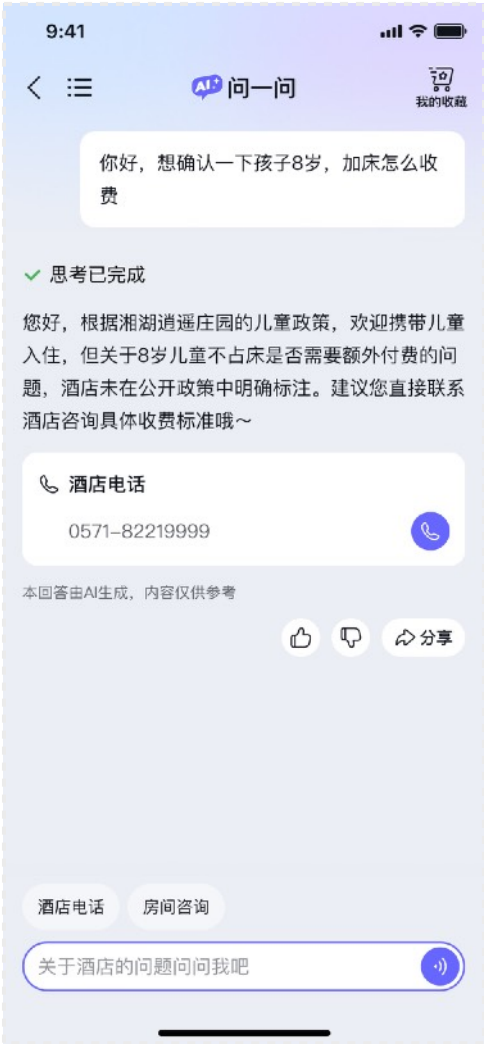 9:41
AI+ 问一问
我的收藏
你好，想确认一下孩子8岁，加床怎么收
费
思考已完成
您好，根据湘湖逍遥庄园的儿童政策，欢迎携带儿童
入住，但关于8岁儿童不占床是否需要额外付费的问
题，酒店未在公开政策中明确标注。建议您直接联系
酒店咨询具体收费标准哦～
酒店电话
0571-82219999
本回答由AI生成，内容仅供参考
分享
酒店电话 房间咨询
关于酒店的问题问问我吧